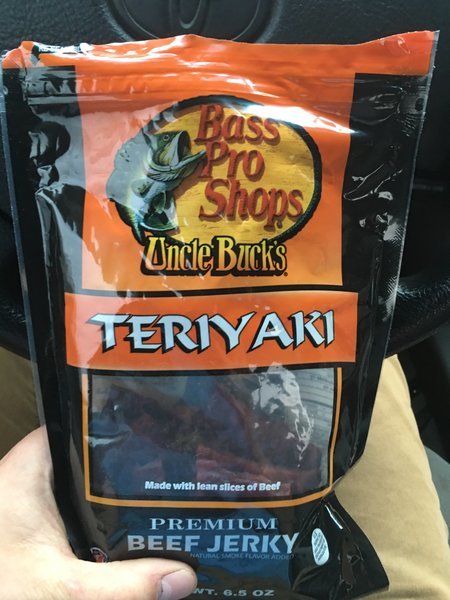 Bass
Pro
Shops
Uncle Buck's
TERIYAKI
Made with lean slices of Beef
PREMIUM
BEEF JERKY
NATURAL SMOKE FLAVOR ADDED
WT. 6.5 OZ